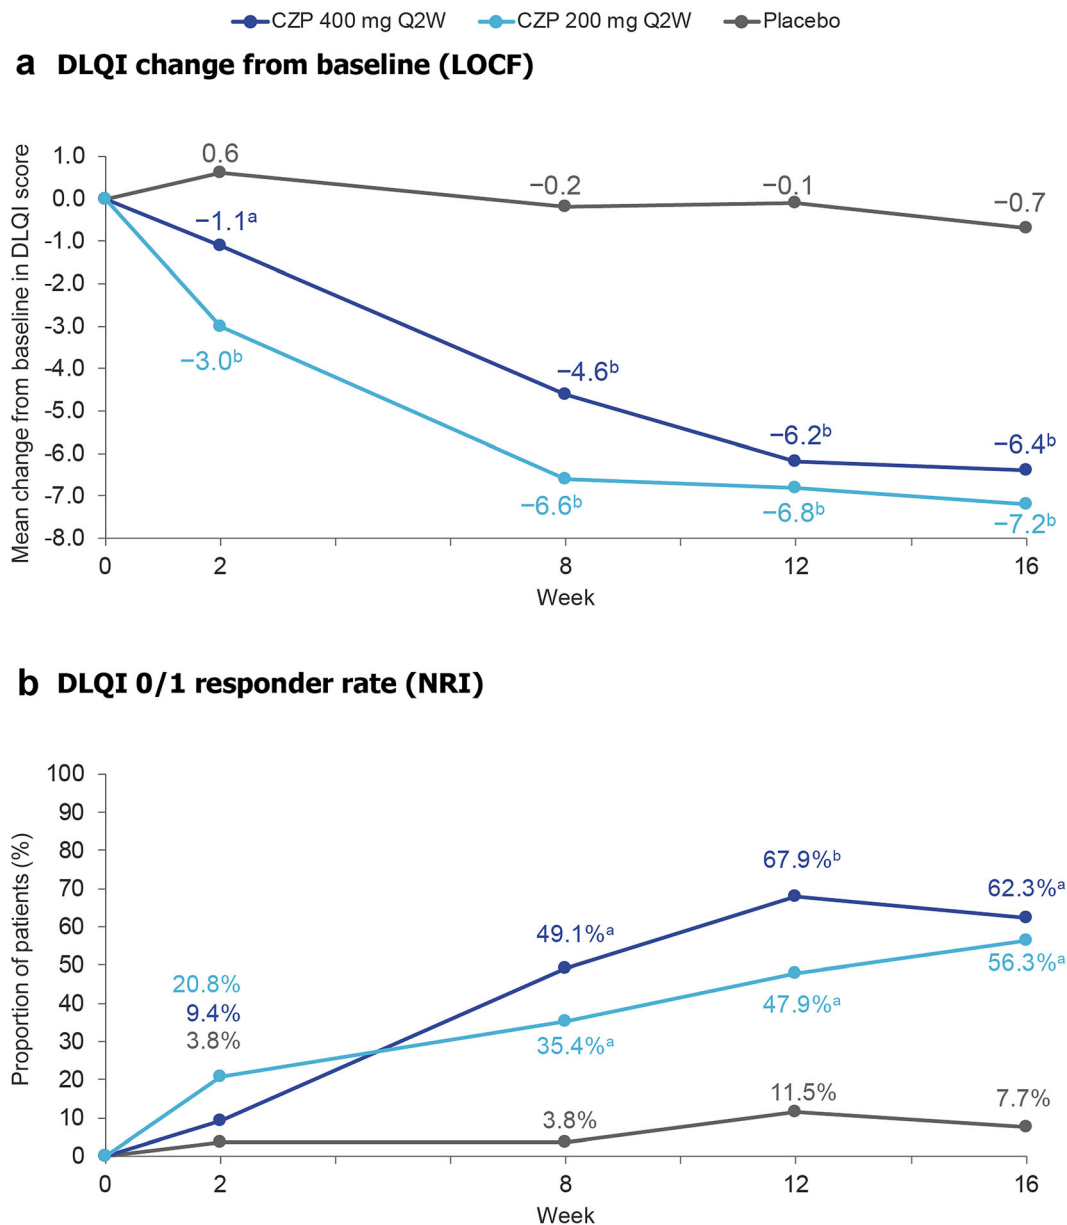 CZP 400 mg Q2W CZP 200 mg Q2W Placebo
a DLQI change from baseline (LOCF)
Mean change from baseline in DLQI score
1.0
0.0
-1.0
-2.0
-3.0
-4.0
-5.0
-6.0
-7.0
-8.0
0.6
−0.2
−0.1
−0.7
−1.1ᵃ
−4.6ᵇ
−6.2ᵇ
−6.4ᵇ
−3.0ᵇ
−6.6ᵇ
−6.8ᵇ
−7.2ᵇ
0 2 8 12 16
Week
b DLQI 0/1 responder rate (NRI)
Proportion of patients (%)
100
90
80
70
60
50
40
30
20
10
0
20.8%
9.4%
3.8%
49.1%ᵃ
67.9%ᵇ
62.3%ᵃ
35.4%ᵃ
47.9%ᵃ
56.3%ᵃ
3.8%
11.5%
7.7%
0 2 8 12 16
Week